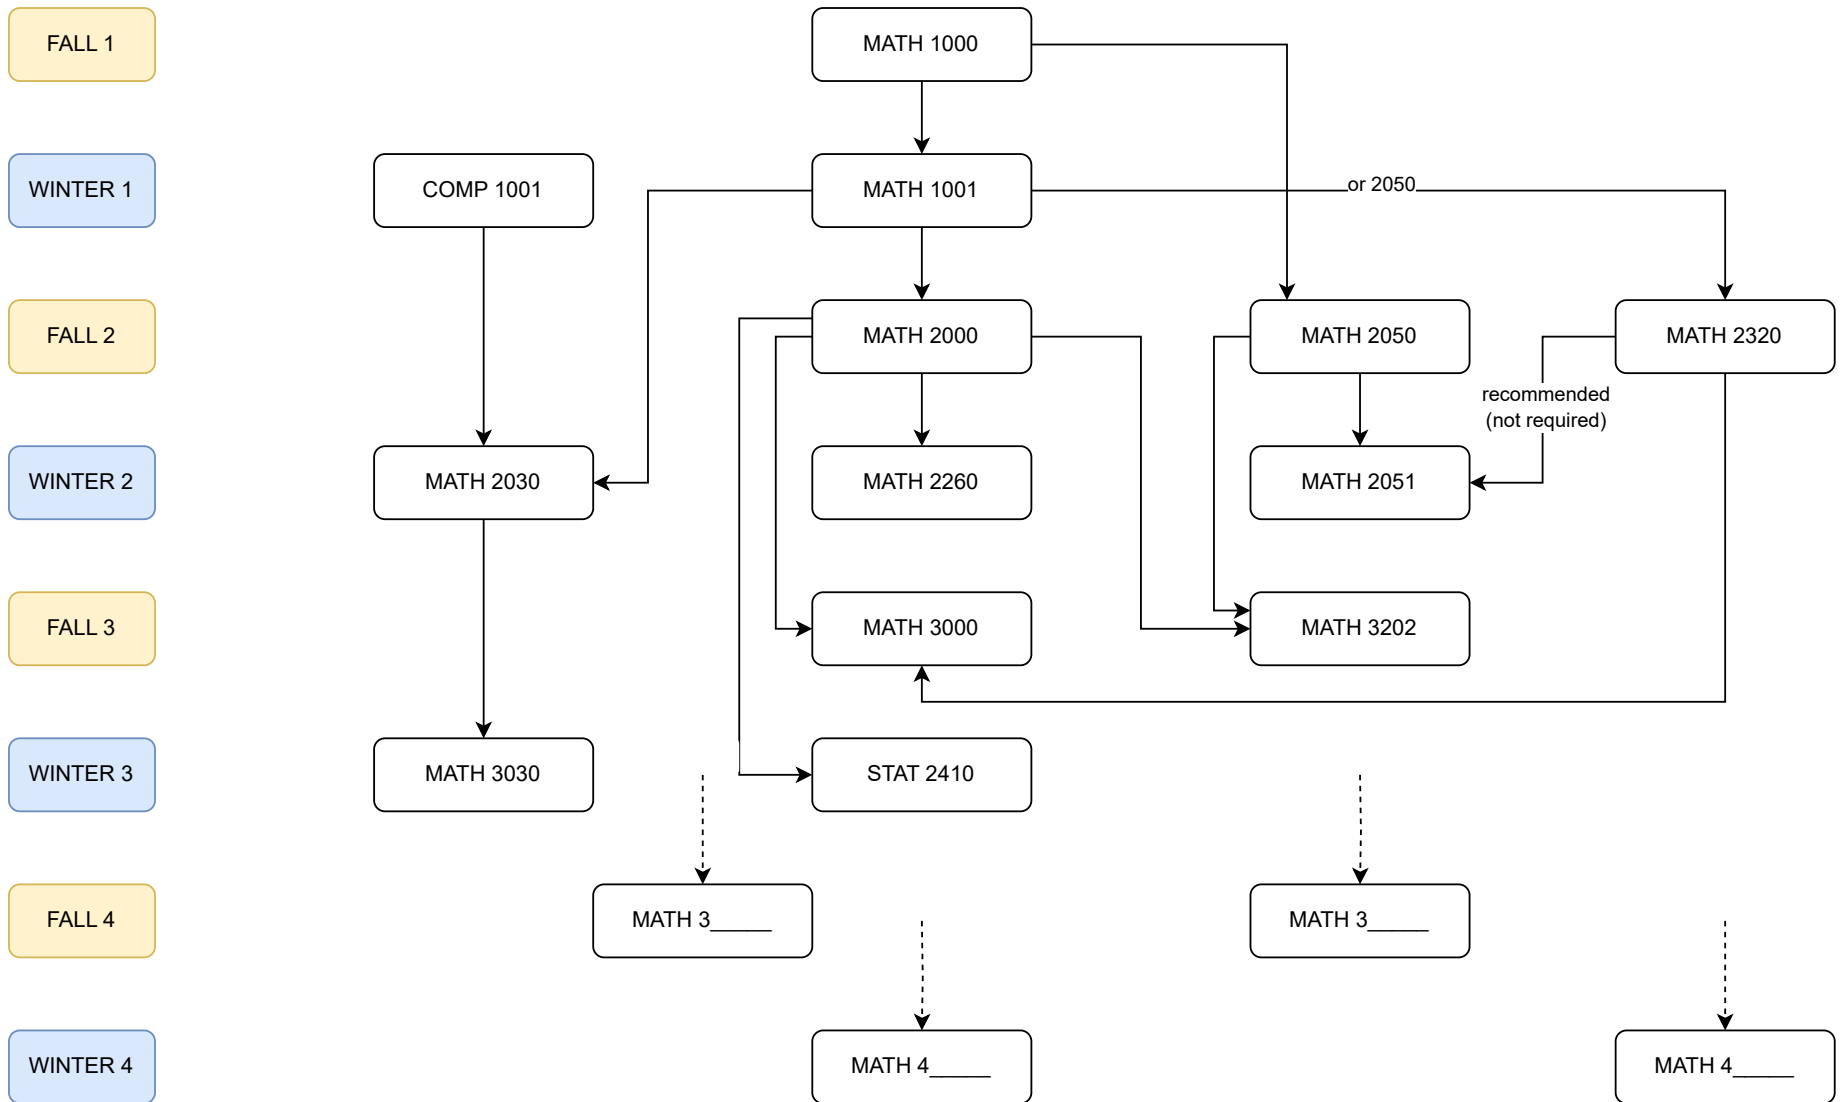 FALL 1
MATH 1000
WINTER 1
COMP 1001
MATH 1001
or 2050
FALL 2
MATH 2000
MATH 2050
MATH 2320
recommended
(not required)
WINTER 2
MATH 2030
MATH 2260
MATH 2051
FALL 3
MATH 3000
MATH 3202
WINTER 3
MATH 3030
STAT 2410
FALL 4
MATH 3_____
MATH 3_____
WINTER 4
MATH 4_____
MATH 4_____